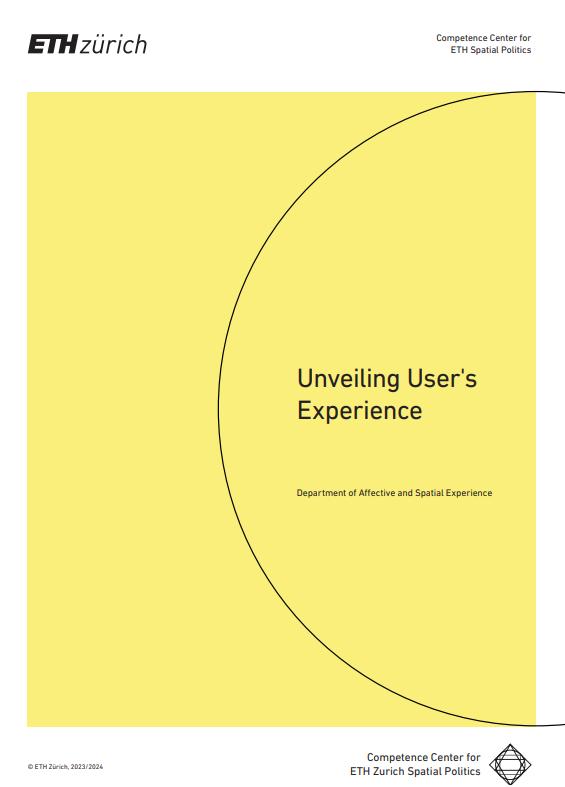 ETH zürich
Competence Center for
ETH Spatial Politics
Unveiling User's
Experience
Department of Affective and Spatial Experience
© ETH Zürich, 2023/2024
Competence Center for
ETH Zurich Spatial Politics